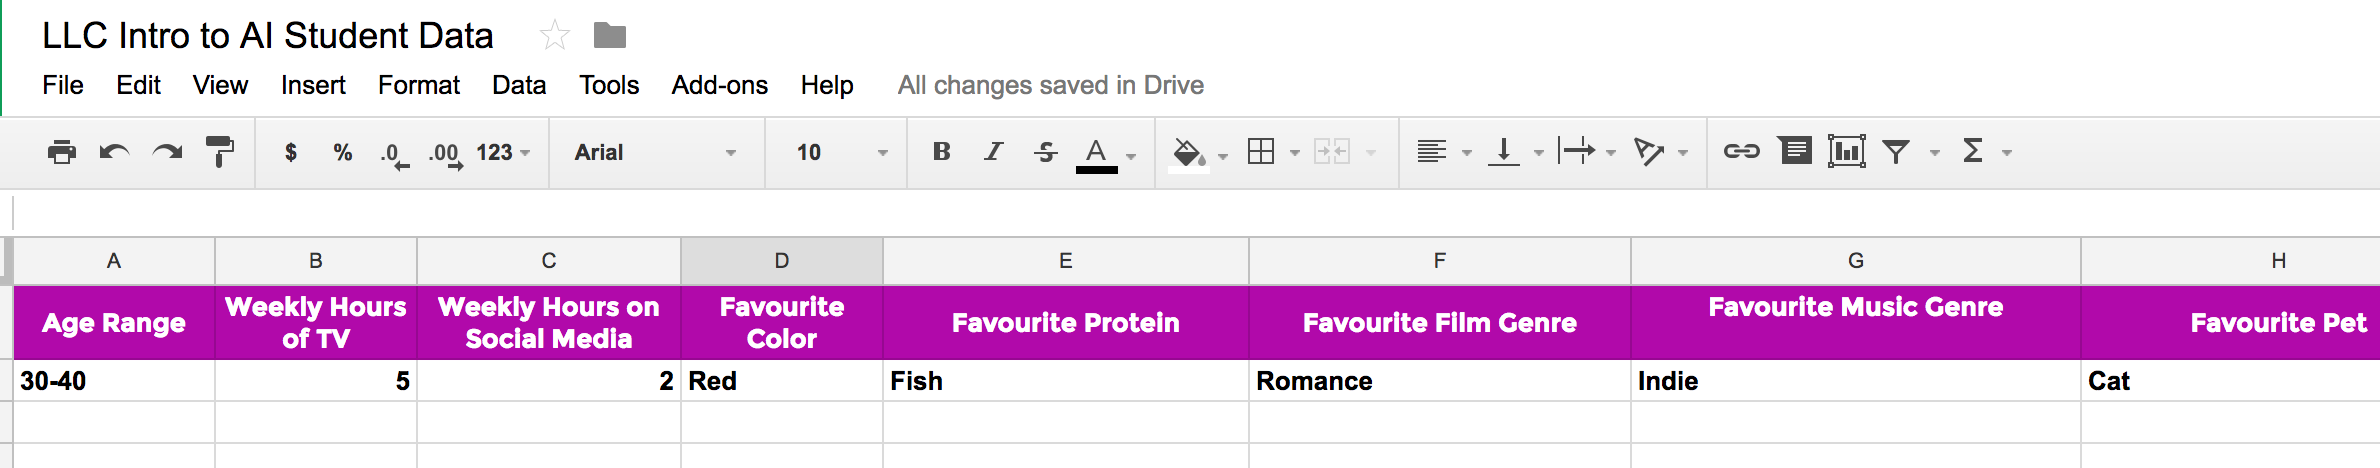 LLC Intro to AI Student Data
File Edit View Insert Format Data Tools Add-ons Help All changes saved in Drive
$ % .0 .00 123 Arial 10 B I S A
A B C D E F G H
Age Range Weekly Hours of TV Weekly Hours on Social Media Favourite Color Favourite Protein Favourite Film Genre Favourite Music Genre Favourite Pet
30-40 5 2 Red Fish Romance Indie Cat